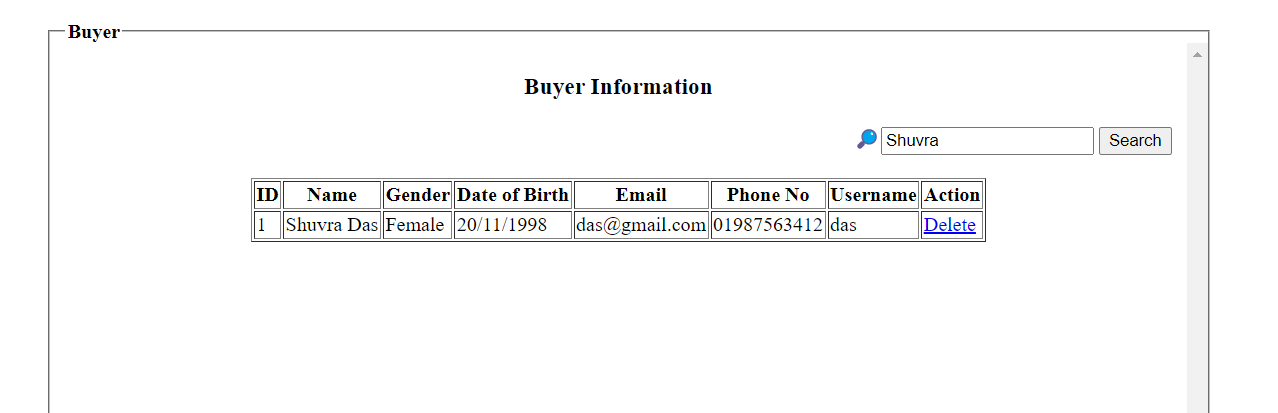 Buyer
Buyer Information
Shuvra Search
ID Name Gender Date of Birth Email Phone No Username Action
1 Shuvra Das Female 20/11/1998 das@gmail.com 01987563412 das Delete